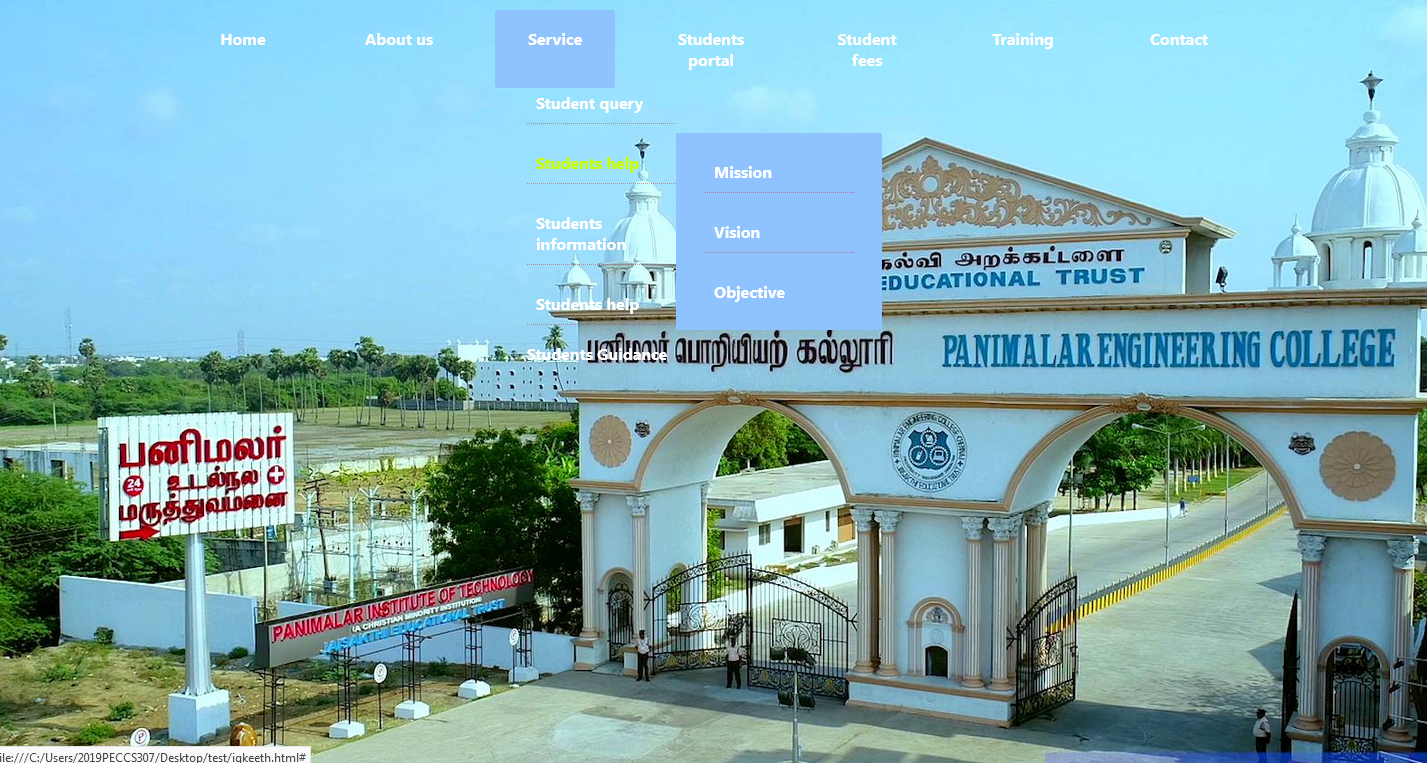 Home
About us
Service
Students
portal
Student
fees
Training
Contact
Student query
Students help
Students
information
Students help
Students Guidance
Mission
Vision
Objective
கல்வி அறக்கட்டளை
EDUCATIONAL TRUST
பனிமலர் பொறியியற் கல்லூரி
PANIMALAR ENGINEERING COLLEGE
பனிமலர்
24
உடல்நல
மருத்துவமனை
PANIMALAR INSTITUTE OF TECHNOLOGY
(A CHRISTIAN MINORITY INSTITUTION)
JAISAKTHI EDUCATIONAL TRUST
ile:///C:/Users/2019PECCS307/Desktop/test/iqkeeth.html#